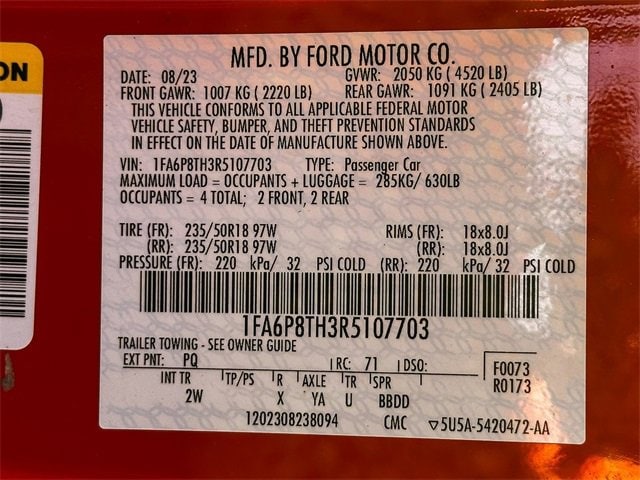 ON
MFD. BY FORD MOTOR CO.
DATE: 08/23 GVWR: 2050 KG ( 4520 LB)
FRONT GAWR: 1007 KG ( 2220 LB) REAR GAWR: 1091 KG ( 2405 LB)
THIS VEHICLE CONFORMS TO ALL APPLICABLE FEDERAL MOTOR
VEHICLE SAFETY, BUMPER, AND THEFT PREVENTION STANDARDS
IN EFFECT ON THE DATE OF MANUFACTURE SHOWN ABOVE.
VIN: 1FA6P8TH3R5107703 TYPE: Passenger Car
MAXIMUM LOAD = OCCUPANTS + LUGGAGE = 285KG/ 630LB
OCCUPANTS = 4 TOTAL; 2 FRONT, 2 REAR
TIRE (FR): 235/50R18 97W RIMS (FR): 18x8.0J
(RR): 235/50R18 97W (RR): 18x8.0J
PRESSURE (FR): 220 kPa/ 32 PSI COLD (RR): 220 kPa/ 32 PSI COLD
1FA6P8TH3R5107703
TRAILER TOWING - SEE OWNER GUIDE
EXT PNT: PQ RC: 71 DSO: F0073
INT TR TP/PS R AXLE TR SPR R0173
2W X YA U BBDD
1202308238094 CMC ▽5U5A-5420472-AA